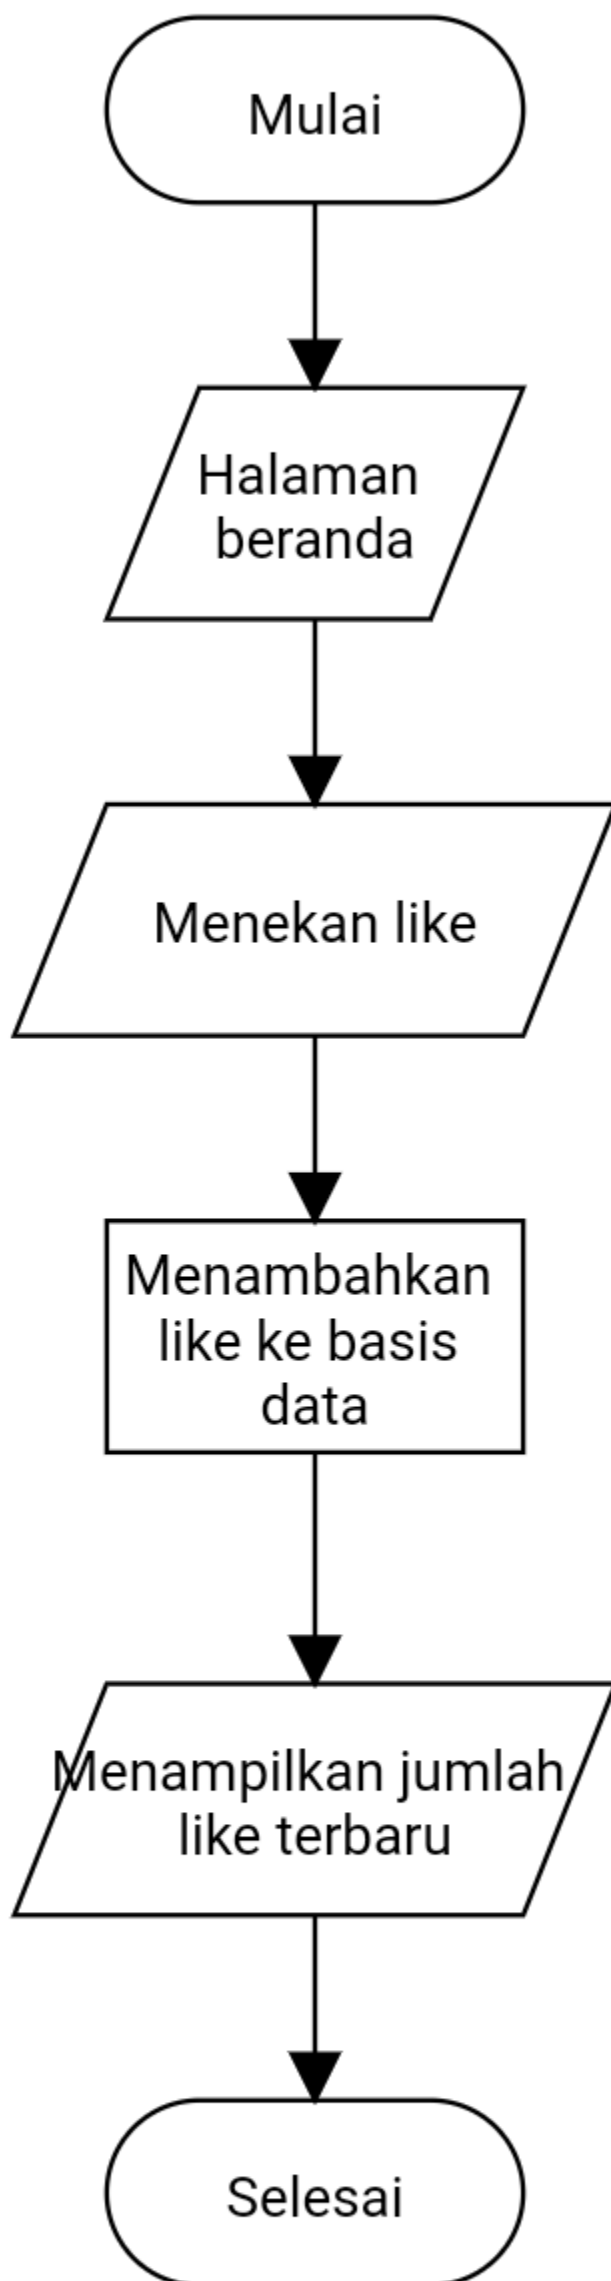 Mulai
Halaman
beranda
Menekan like
Menambahkan
like ke basis
data
Menampilkan jumlah
like terbaru
Selesai